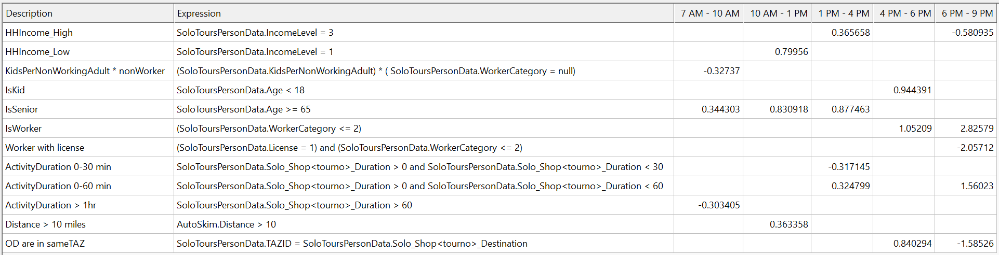 Description Expression 7 AM - 10 AM 10 AM - 1 PM 1 PM - 4 PM 4 PM - 6 PM 6 PM - 9 PM
HHIncome_High SoloToursPersonData.IncomeLevel = 3 0.365658 -0.580935
HHIncome_Low SoloToursPersonData.IncomeLevel = 1 0.79956
KidsPerNonWorkingAdult * nonWorker (SoloToursPersonData.KidsPerNonWorkingAdult) * ( SoloToursPersonData.WorkerCategory = null) -0.32737
IsKid SoloToursPersonData.Age < 18 0.944391
IsSenior SoloToursPersonData.Age >= 65 0.344303 0.830918 0.877463
IsWorker (SoloToursPersonData.WorkerCategory <= 2) 1.05209 2.82579
Worker with license (SoloToursPersonData.License = 1) and (SoloToursPersonData.WorkerCategory <= 2) -2.05712
ActivityDuration 0-30 min SoloToursPersonData.Solo_Shop<tourno>_Duration > 0 and SoloToursPersonData.Solo_Shop<tourno>_Duration < 30 -0.317145
ActivityDuration 0-60 min SoloToursPersonData.Solo_Shop<tourno>_Duration > 0 and SoloToursPersonData.Solo_Shop<tourno>_Duration < 60 0.324799 1.56023
ActivityDuration > 1hr SoloToursPersonData.Solo_Shop<tourno>_Duration > 60 -0.303405
Distance > 10 miles AutoSkim.Distance > 10 0.363358
OD are in sameTAZ SoloToursPersonData.TAZID = SoloToursPersonData.Solo_Shop<tourno>_Destination 0.840294 -1.58526